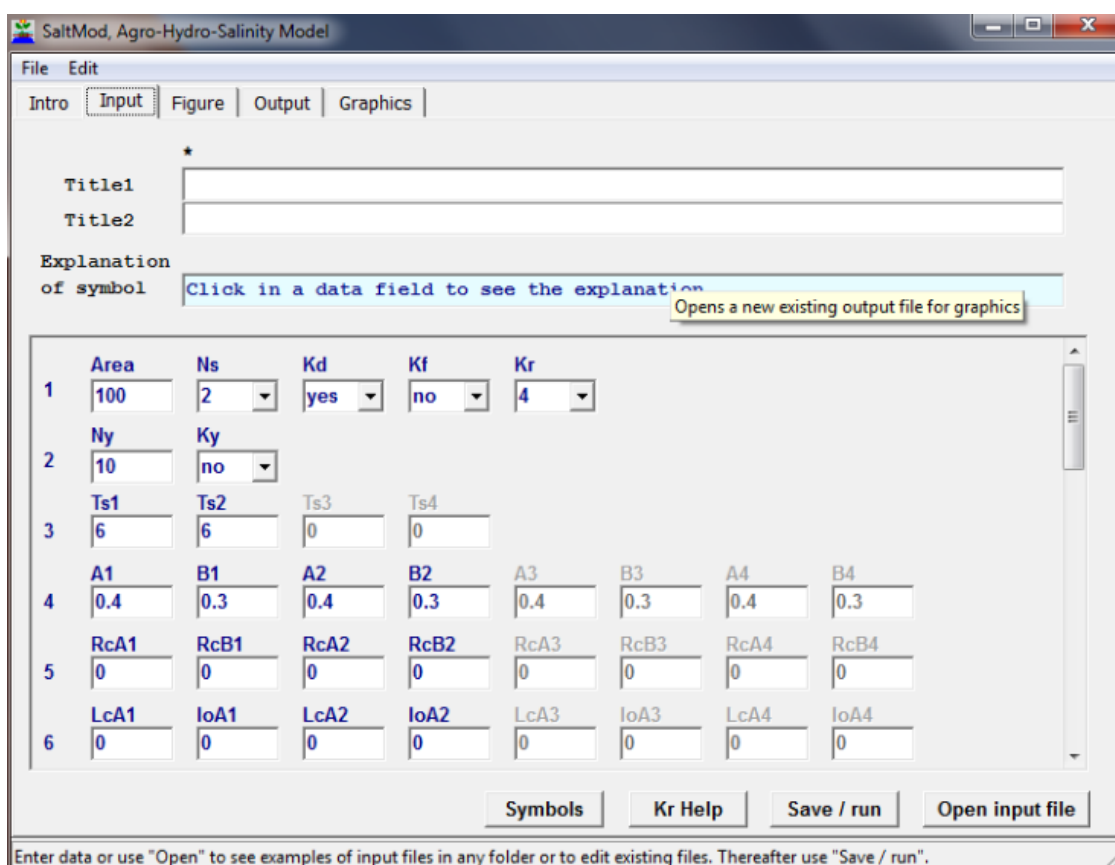 SaltMod, Agro-Hydro-Salinity Model
File Edit
Intro Input Figure Output Graphics
*
Title1
Title2
Explanation
of symbol Click in a data field to see the explanation
Opens a new existing output file for graphics
Area Ns Kd Kf Kr
1 100 2 yes no 4
Ny Ky
2 10 no
Ts1 Ts2 Ts3 Ts4
3 6 6 0 0
A1 B1 A2 B2 A3 B3 A4 B4
4 0.4 0.3 0.4 0.3 0.4 0.3 0.4 0.3
RcA1 RcB1 RcA2 RcB2 RcA3 RcB3 RcA4 RcB4
5 0 0 0 0 0 0 0 0
LcA1 IoA1 LcA2 IoA2 LcA3 IoA3 LcA4 IoA4
6 0 0 0 0 0 0 0 0
Symbols Kr Help Save / run Open input file
Enter data or use "Open" to see examples of input files in any folder or to edit existing files. Thereafter use "Save / run".